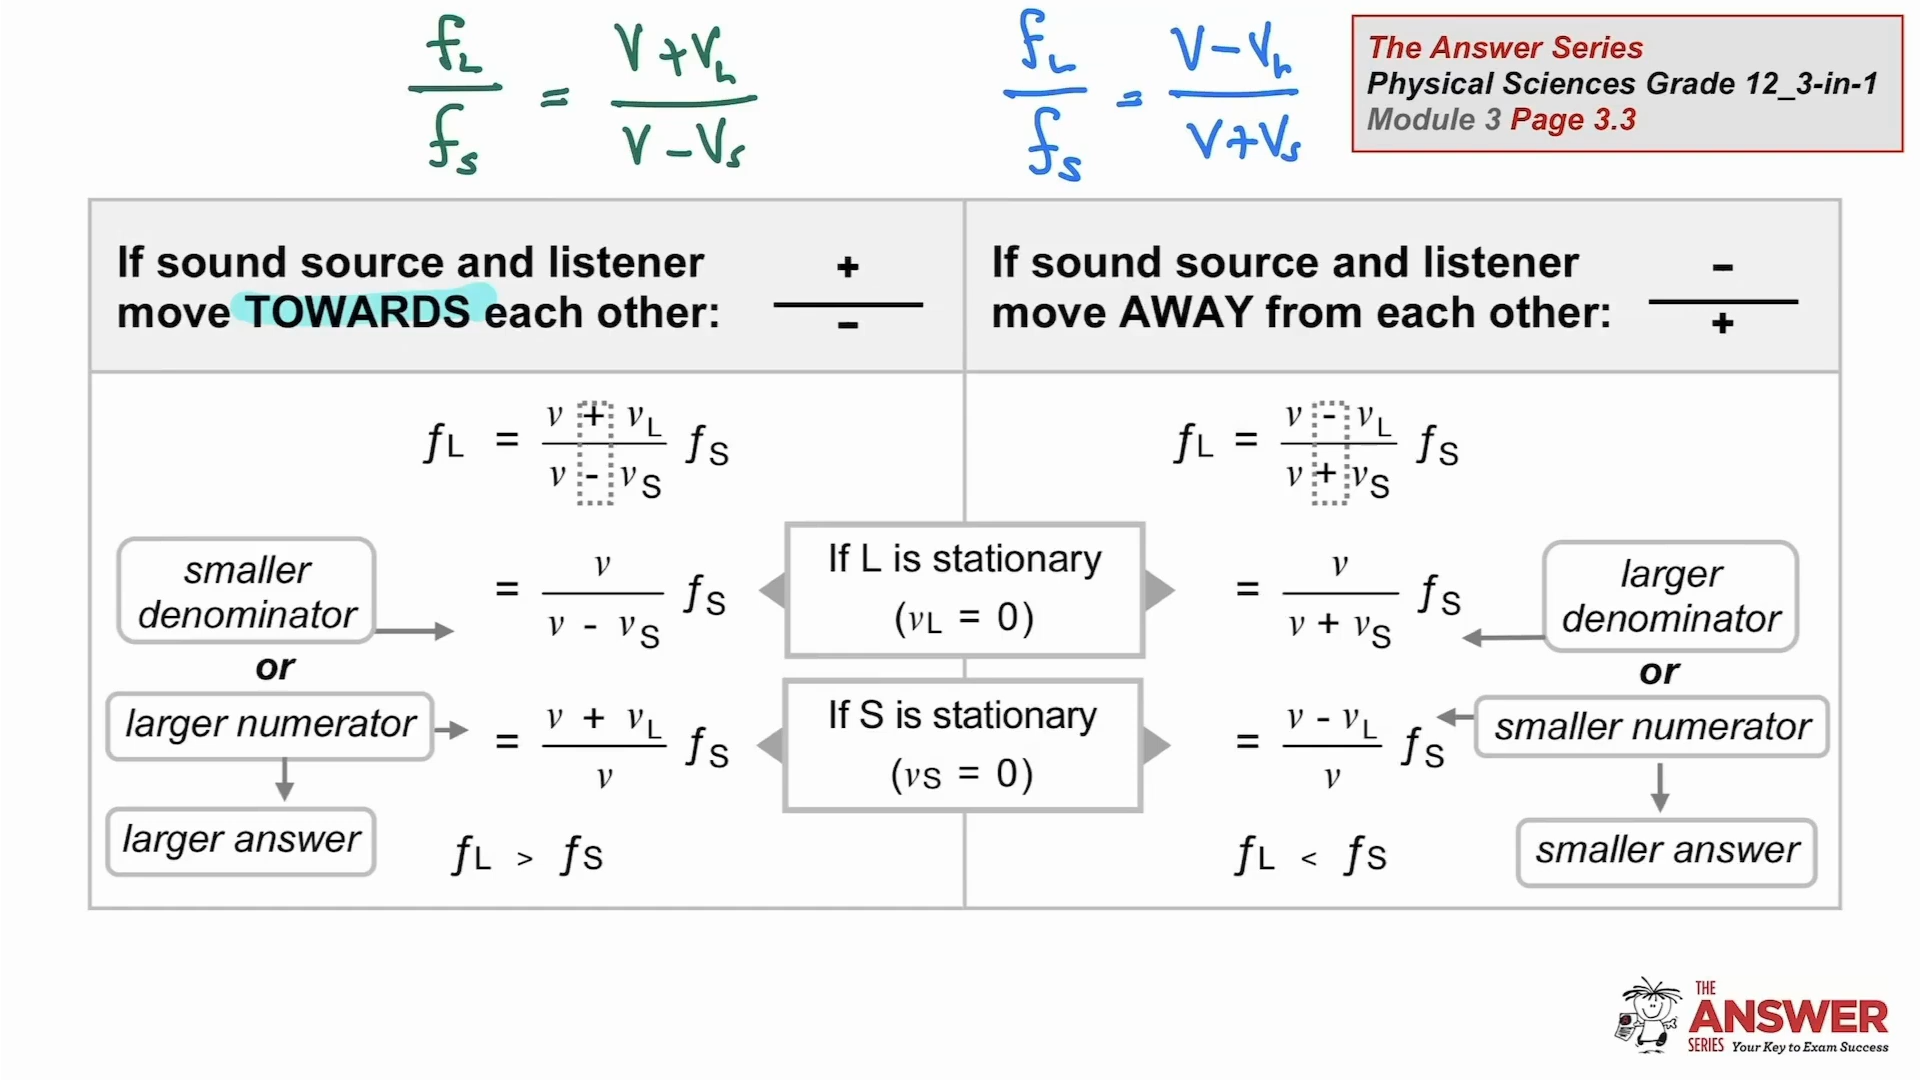 fL/fS = V+VL/V-VS
fL/fS = V-VL/V+VS
The Answer Series
Physical Sciences Grade 12_3-in-1
Module 3 Page 3.3
If sound source and listener
move TOWARDS each other:
+
-
If sound source and listener
move AWAY from each other:
-
+
fL = v + vL / v - vS fS
smaller
denominator
= v / v - vS fS
or
larger numerator
= v + vL / v fS
larger answer
fL > fS
If L is stationary
(vL = 0)
If S is stationary
(vS = 0)
fL = v - vL / v + vS fS
= v / v + vS fS
larger
denominator
or
= v - vL / v fS
smaller numerator
fL < fS
smaller answer
THE
ANSWER
SERIES Your Key to Exam Success